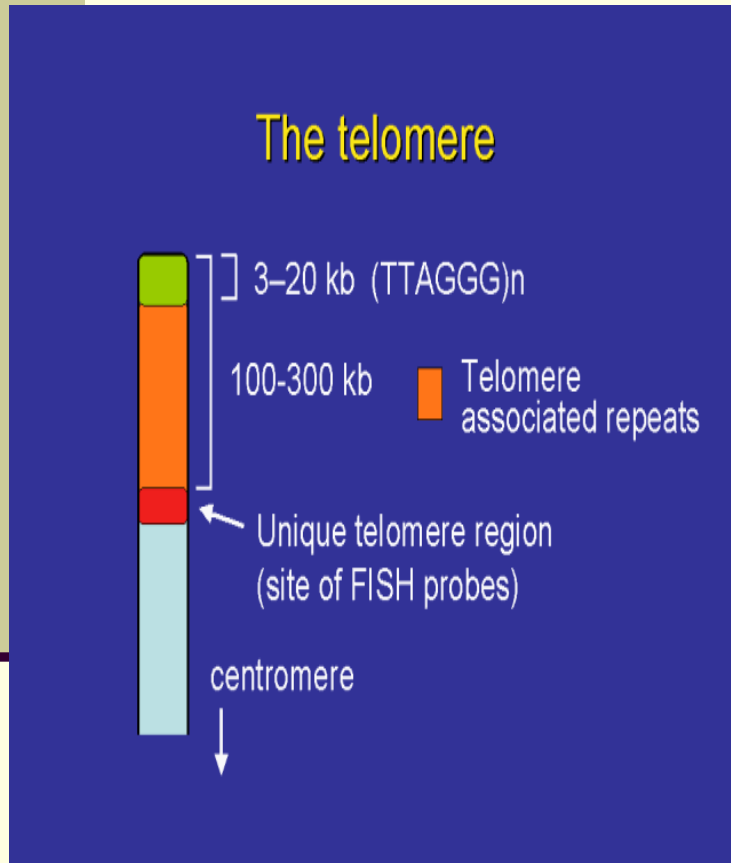 The telomere
3–20 kb (TTAGGG)n
100-300 kb
Telomere
associated repeats
Unique telomere region
(site of FISH probes)
centromere